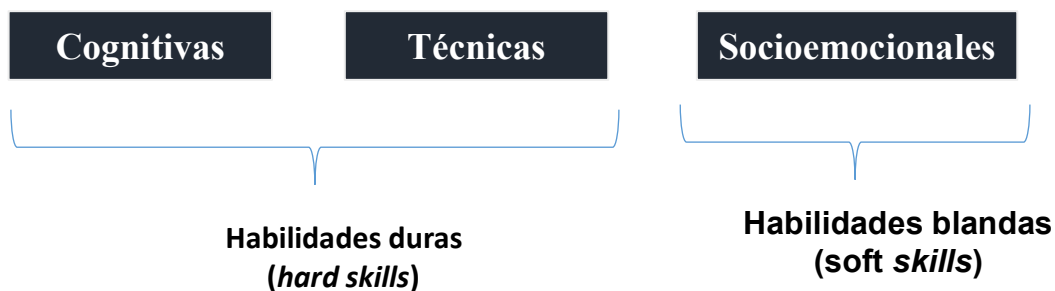 Cognitivas
Técnicas
Socioemocionales
Habilidades duras
(hard skills)
Habilidades blandas
(soft skills)